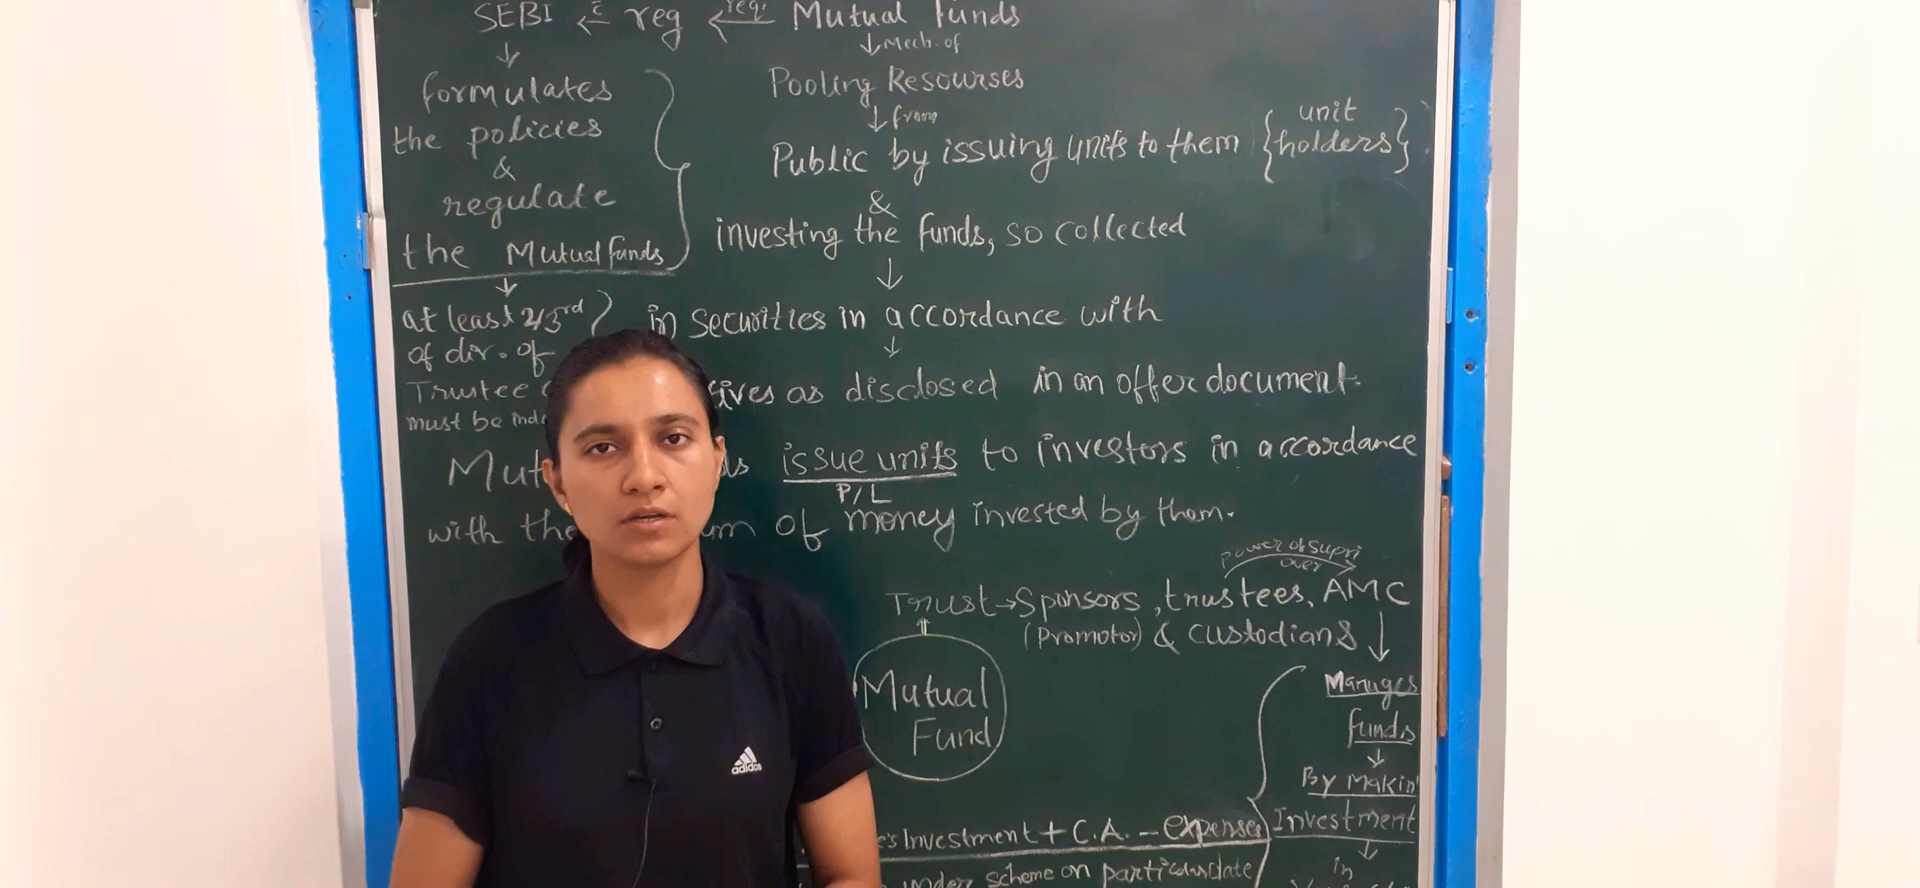 SEBI ← reg ← req. Mutual funds
↓ Mech. of
formulates
the policies
&
regulate
the Mutual funds
Pooling Resourses
↓ from
Public by issuing units to them {unit holders}
&
investing the funds, so collected
↓
at least 2/3rd
of dir. of
Trustee
must be
in securities in accordance with
↓
as disclosed in an offer document.
issue units to investors in accordance
P/L
with the of money invested by them.
power of supri
over
Trust → Sponsors, trustees, AMC
(Promotor) & custodians
Mutual
Fund
Manages
funds
↓
By Makin
Investment
↓
in
Investment + C.A. - expenses
under scheme on particular date
adidas